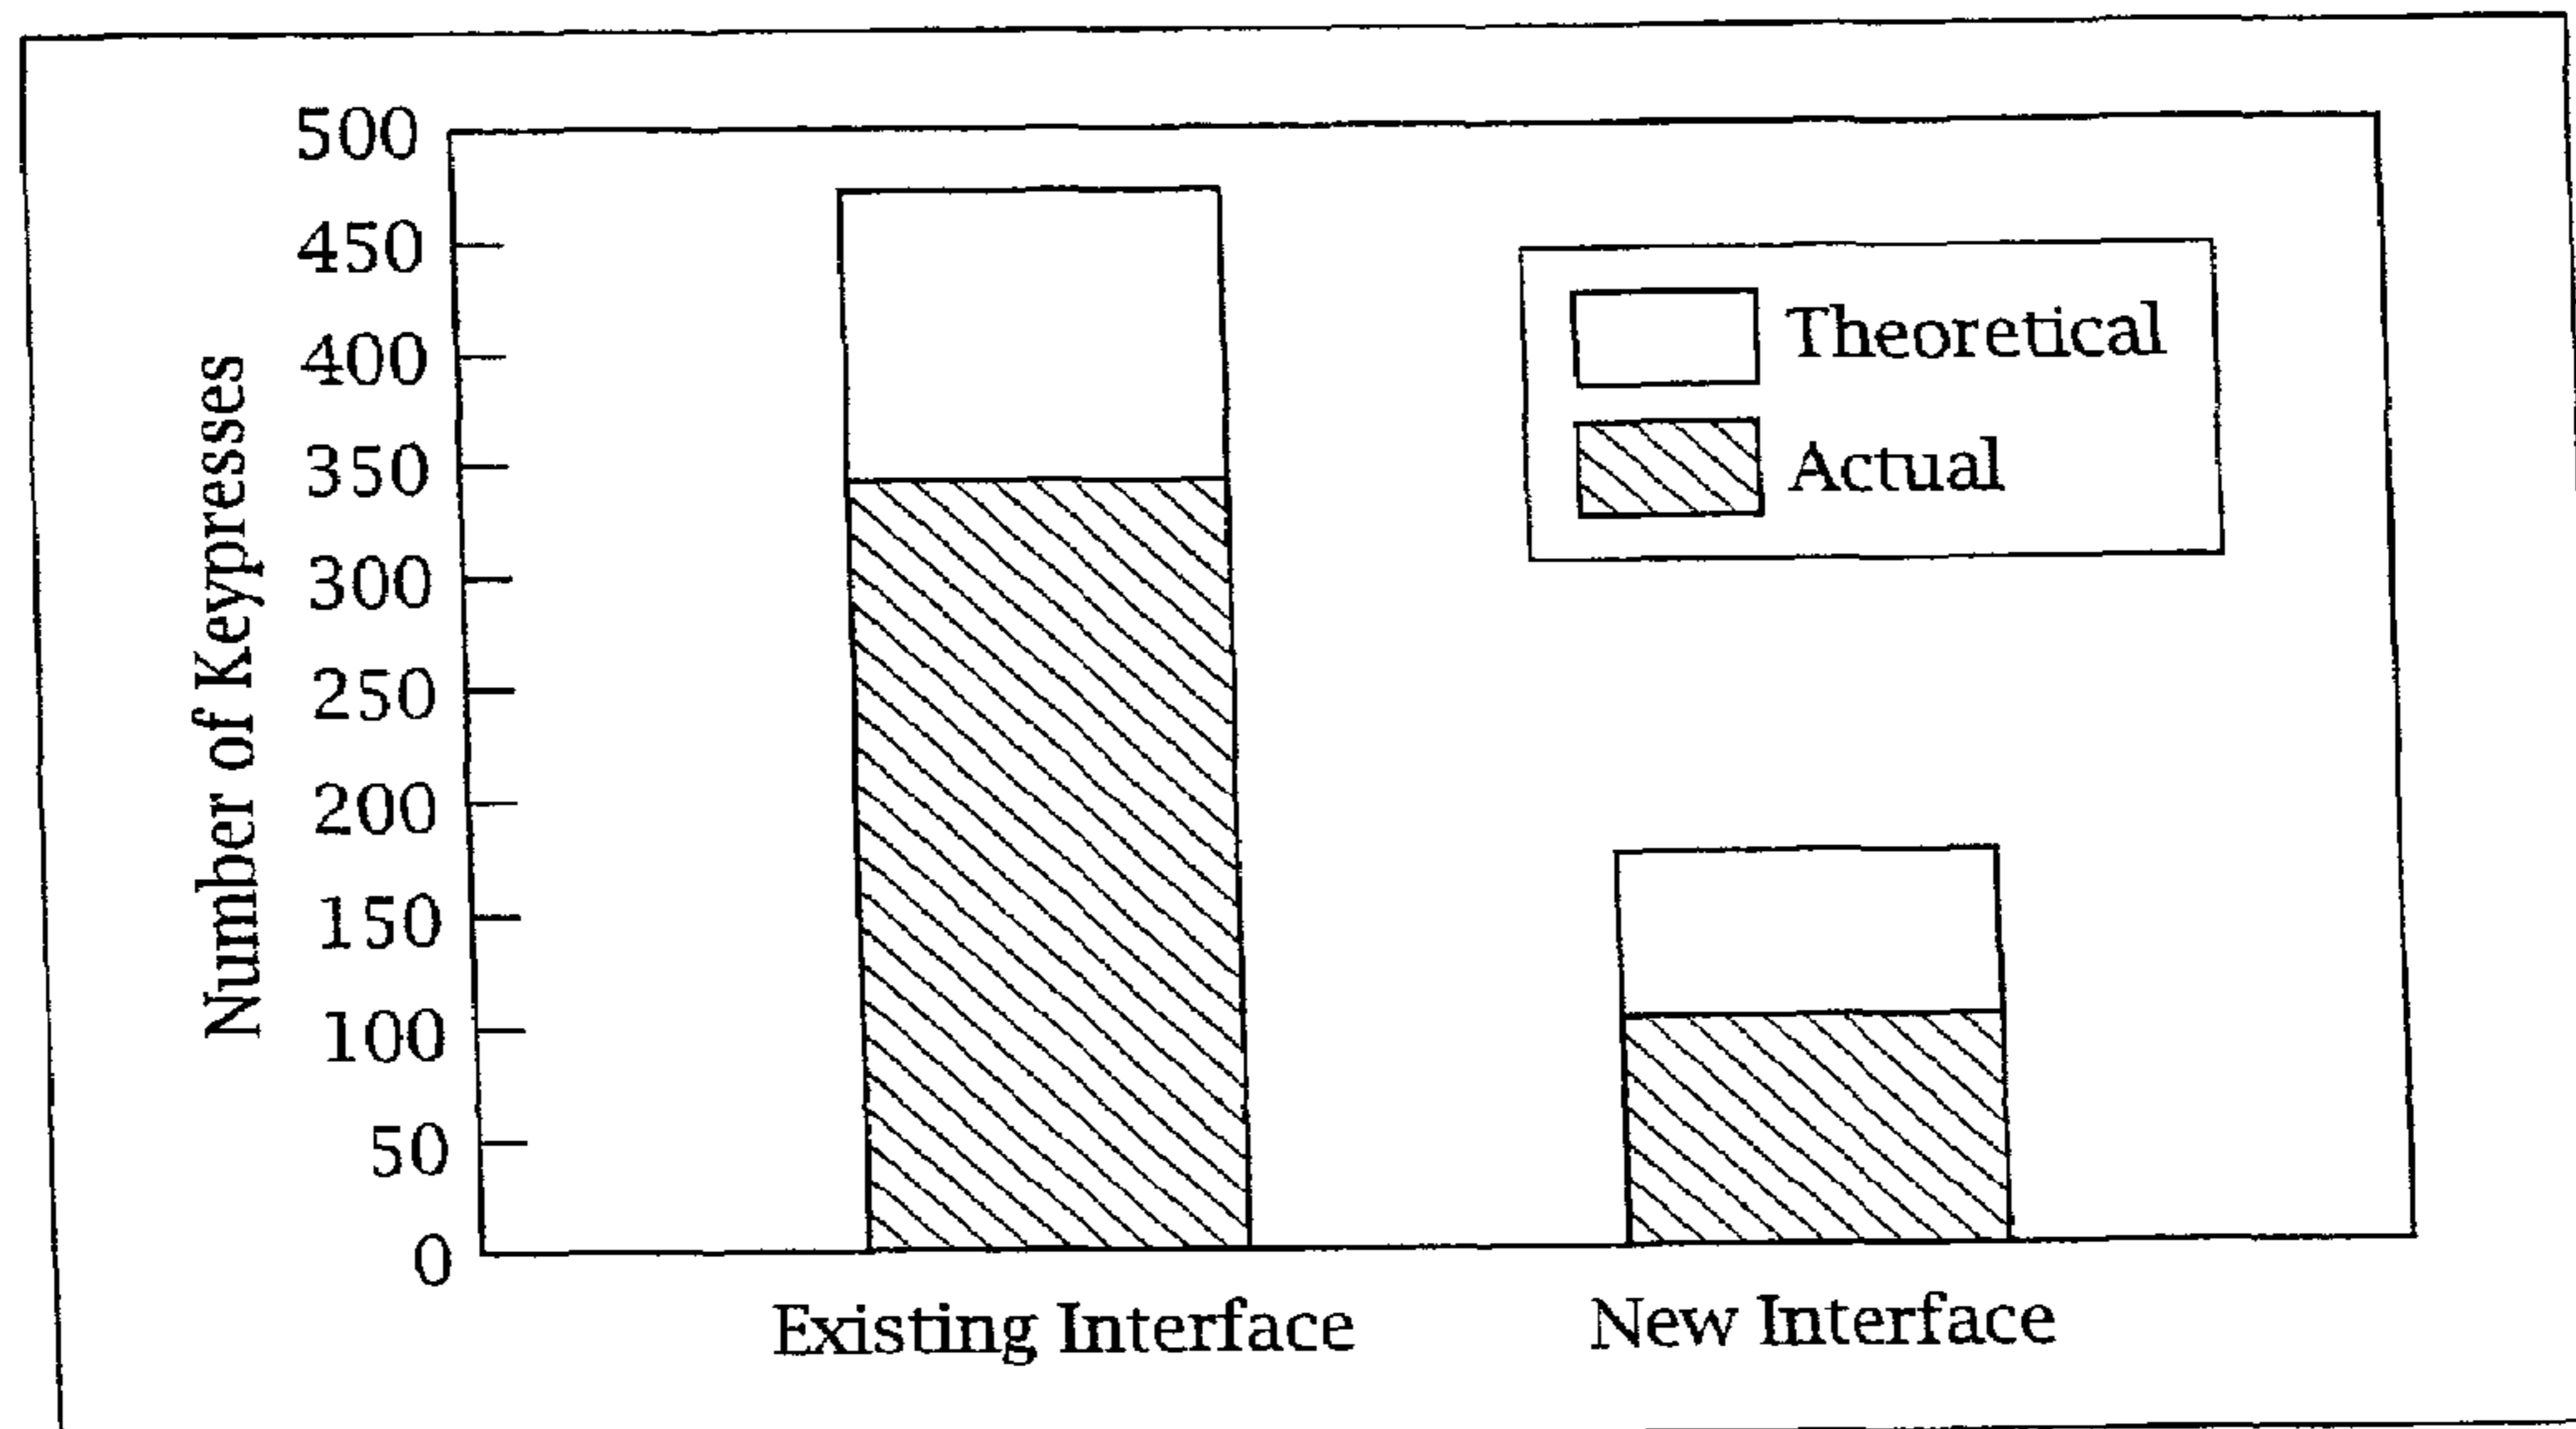 Number of Keypresses
500
450
400
350
300
250
200
150
100
50
0
Theoretical
Actual
Existing Interface
New Interface